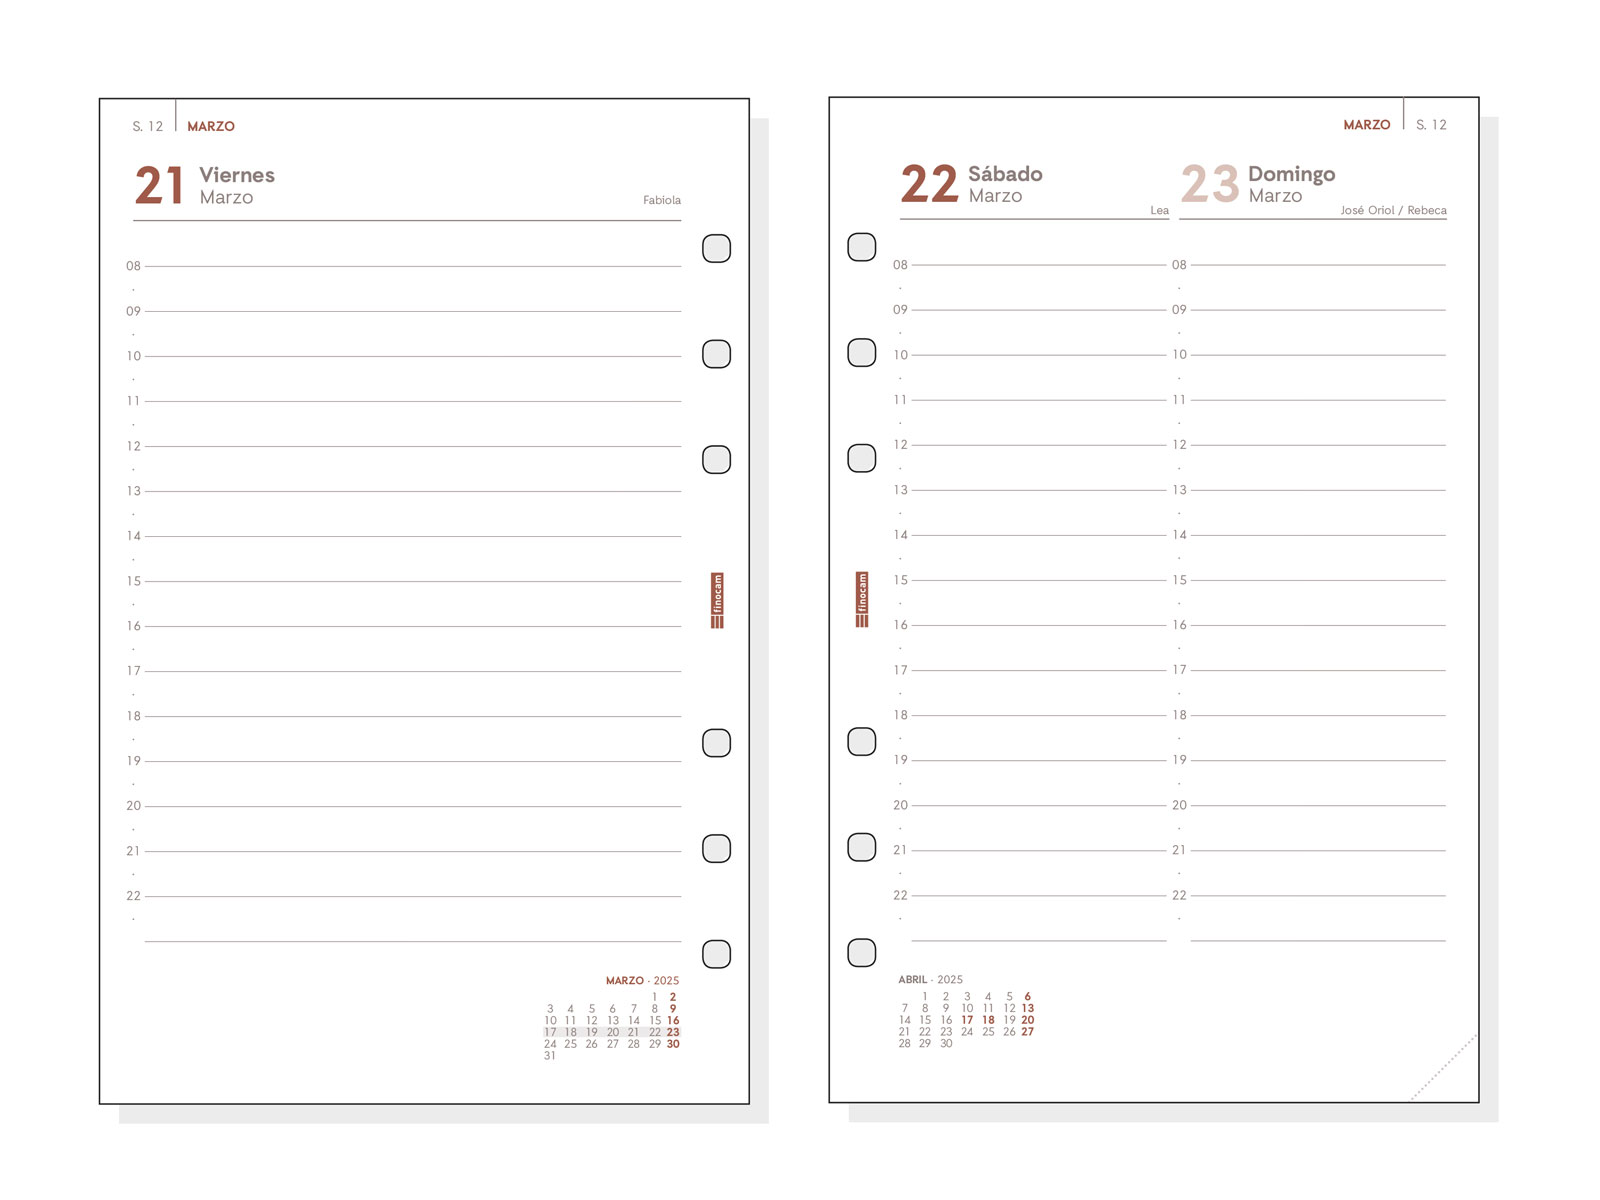 S. 12 MARZO
21 Viernes
Marzo
Fabiola
08
09
10
11
12
13
14
15
16
17
18
19
20
21
22
finocam
MARZO · 2025
1 2
3 4 5 6 7 8 9
10 11 12 13 14 15 16
17 18 19 20 21 22 23
24 25 26 27 28 29 30
31
MARZO S. 12
22 Sábado
Marzo
Lea
23 Domingo
Marzo
José Oriol / Rebeca
08 08
09 09
10 10
11 11
12 12
13 13
14 14
15 15
16 16
17 17
18 18
19 19
20 20
21 21
22 22
finocam
ABRIL · 2025
1 2 3 4 5 6
7 8 9 10 11 12 13
14 15 16 17 18 19 20
21 22 23 24 25 26 27
28 29 30